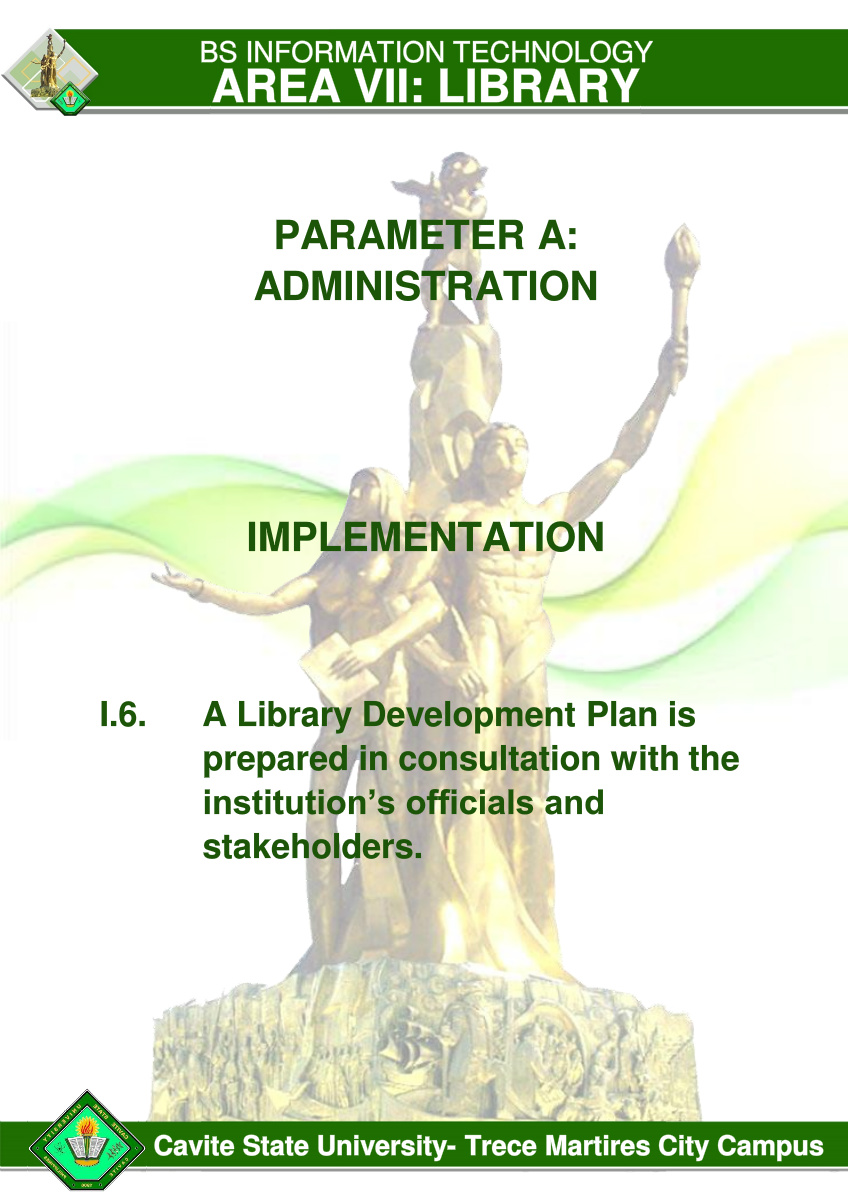 BS INFORMATION TECHNOLOGY
AREA VII: LIBRARY
PARAMETER A:
ADMINISTRATION
IMPLEMENTATION
I.6. A Library Development Plan is
prepared in consultation with the
institution’s officials and
stakeholders.
Cavite State University- Trece Martires City Campus